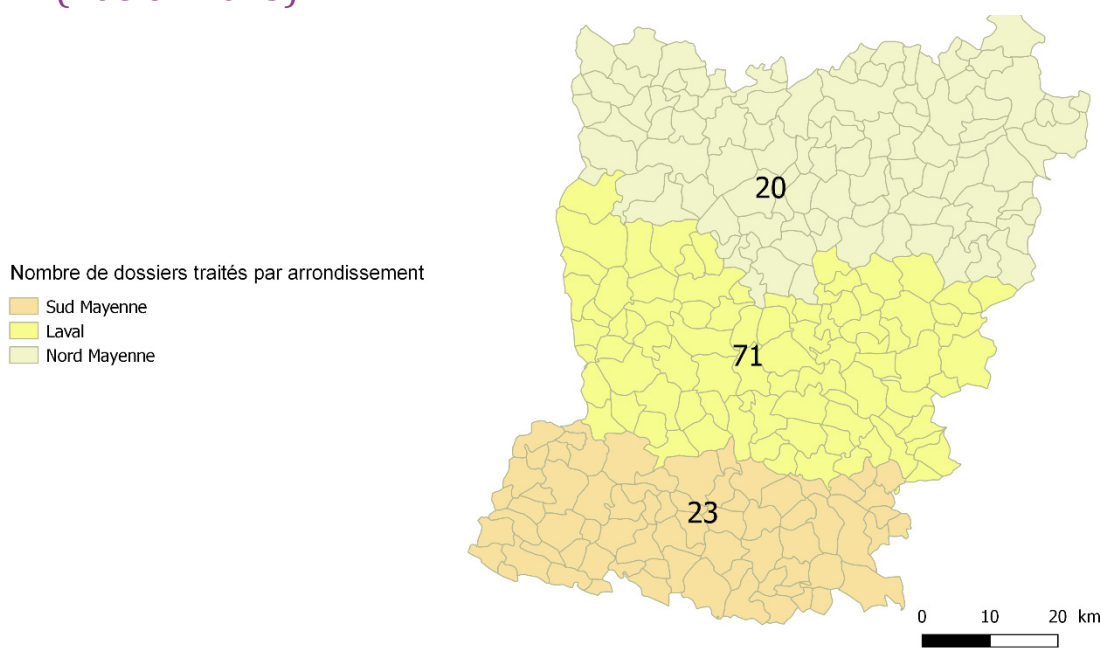 Nombre de dossiers traités par arrondissement
Sud Mayenne
Laval
Nord Mayenne
20
71
23
0 10 20 km